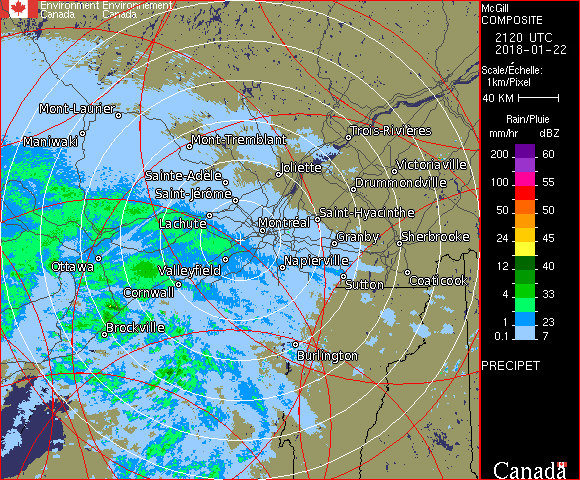 Environment Environnement
Canada Canada
McGill
COMPOSITE
2120 UTC
2018-01-22
Scale/Échelle:
1km/Pixel
40 KM
Rain/Pluie
mm/hr dBZ
200 60
100 55
50 50
24 45
12 40
4 33
1 23
0.1 7
PRECIPET
Canada
Mont-Laurier
Maniwaki
Mont-Tremblant
Trois-Rivières
Joliette
Victoriaville
Sainte-Adèle
Drummondville
Saint-Jérôme
Saint-Hyacinthe
Lachute
Montréal
Granby
Sherbrooke
Ottawa
Valleyfield
Napierville
Cornwall
Sutton
Coaticook
Brockville
Burlington